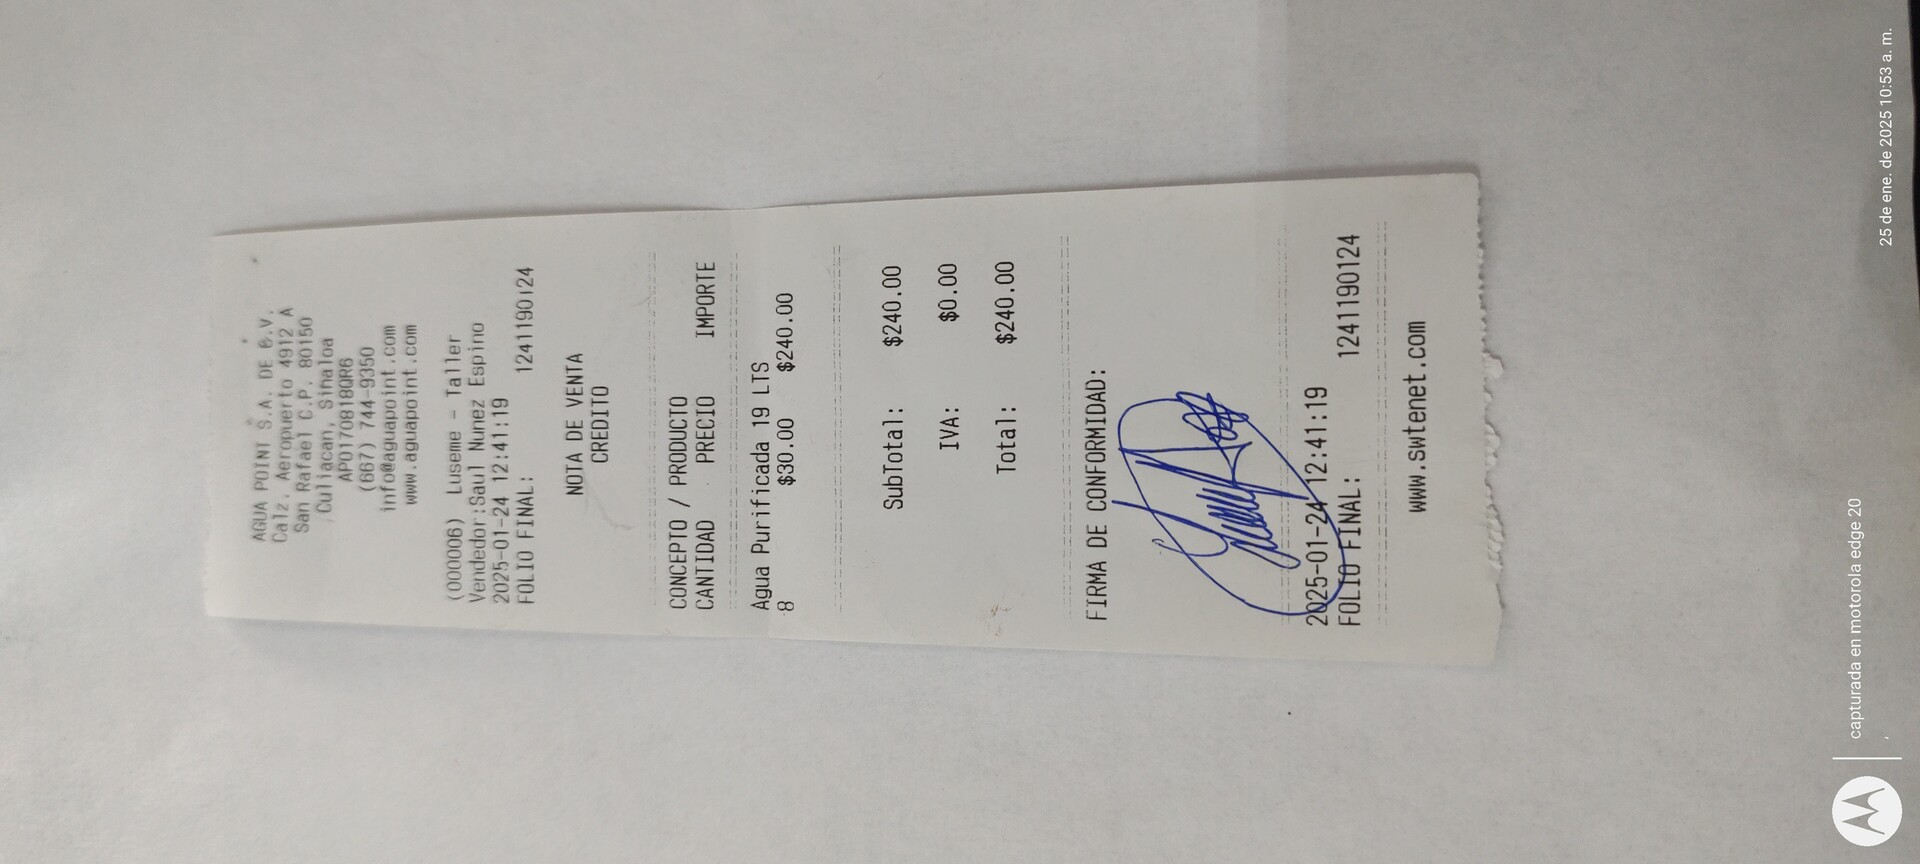 AGUA POINT S.A. DE C.V.
Calz. Aeropuerto 4912 A
San Rafael C.P. 80150
Culiacan, Sinaloa
APO170818QR6
(667) 744-9350
info@aguapoint.com
www.aguapoint.com
(000006) Luseme - Taller
Vendedor:Saul Nunez Espino
2025-01-24 12:41:19
FOLIO FINAL: 1241190124
NOTA DE VENTA
CREDITO
CONCEPTO / PRODUCTO
CANTIDAD PRECIO IMPORTE
Agua Purificada 19 LTS
8 $30.00 $240.00
SubTotal: $240.00
IVA: $0.00
Total: $240.00
FIRMA DE CONFORMIDAD:
2025-01-24 12:41:19
FOLIO FINAL: 1241190124
www.swtenet.com
capturada en motorola edge 20
25 de ene. de 2025 10:53 a. m.